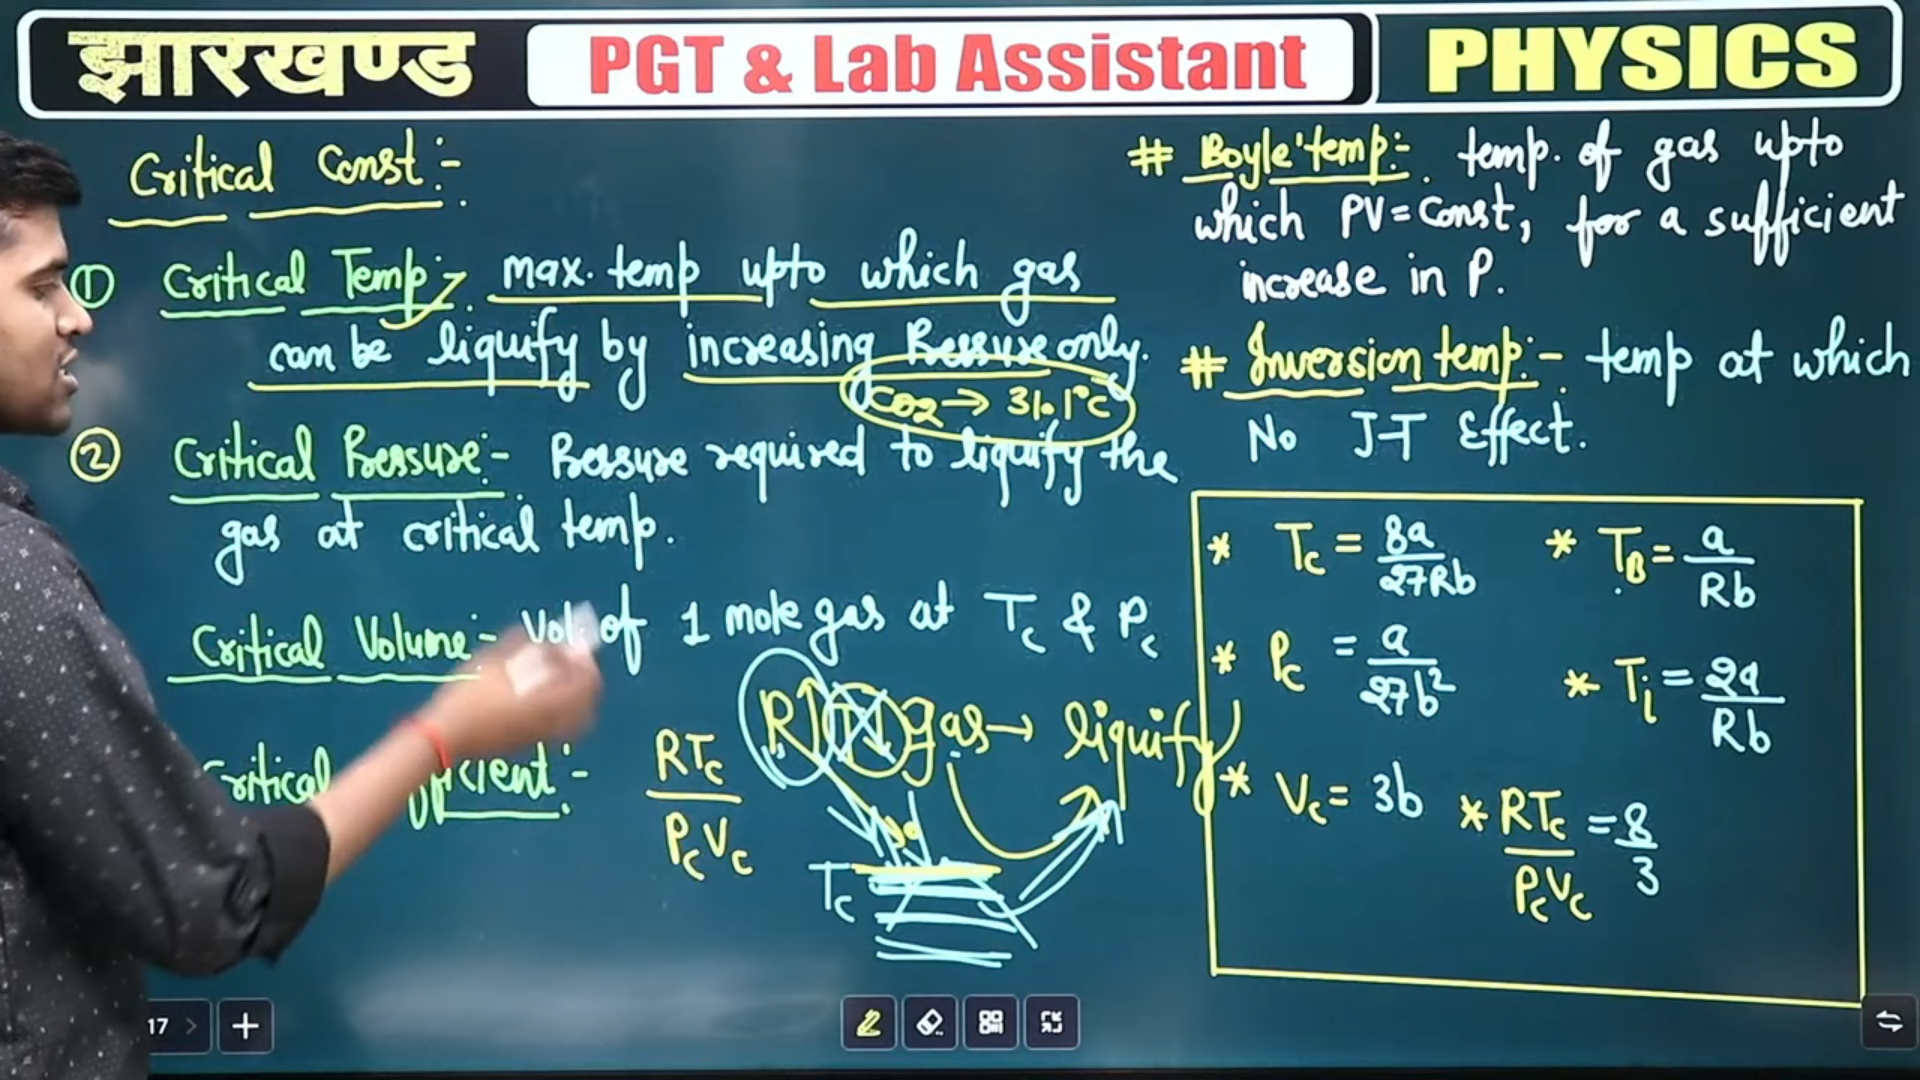 झारखण्ड PGT & Lab Assistant PHYSICS
Critical Const:-
① Critical Temp:- max. temp upto which gas
can be liquify by increasing Pressure only.
CO2 → 31.1°C
② Critical Pressure:- Pressure required to liquify the
gas at critical temp.
Critical Volume:- Vol. of 1 mole gas at Tc & Pc
gas → liquify
Critical :-
RTc
PcVc
Tc
# Boyle'temp:- temp. of gas upto
which PV=Const, for a sufficient
increase in P.
# Inversion temp:- temp at which
No J-T Effect.
* Tc = 8a/27Rb * TB = a/Rb
* Pc = a/27b² * Ti = 2a/Rb
* Vc = 3b * RTc/PcVc = 8/3
17